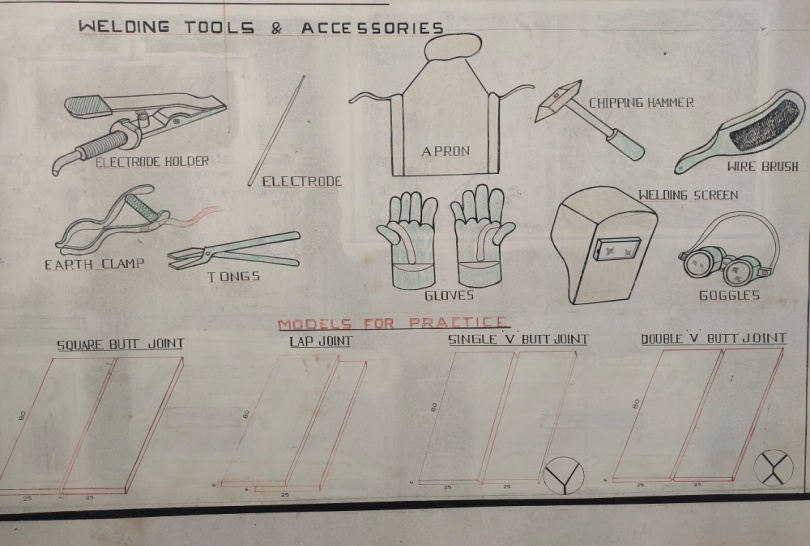 WELDING TOOLS & ACCESSORIES
ELECTRODE HOLDER
ELECTRODE
APRON
CHIPPING HAMMER
WIRE BRUSH
EARTH CLAMP
TONGS
GLOVES
WELDING SCREEN
GOGGLES
MODELS FOR PRACTICE
SQUARE BUTT JOINT
LAP JOINT
SINGLE 'V' BUTT JOINT
DOUBLE 'V' BUTT JOINT
80
80
80
80
25 25
25
25 25
25 25